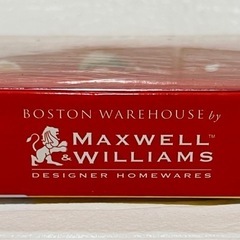 BOSTON WAREHOUSE by
MAXWELL™
& WILLIAMS
DESIGNER HOMEWARES